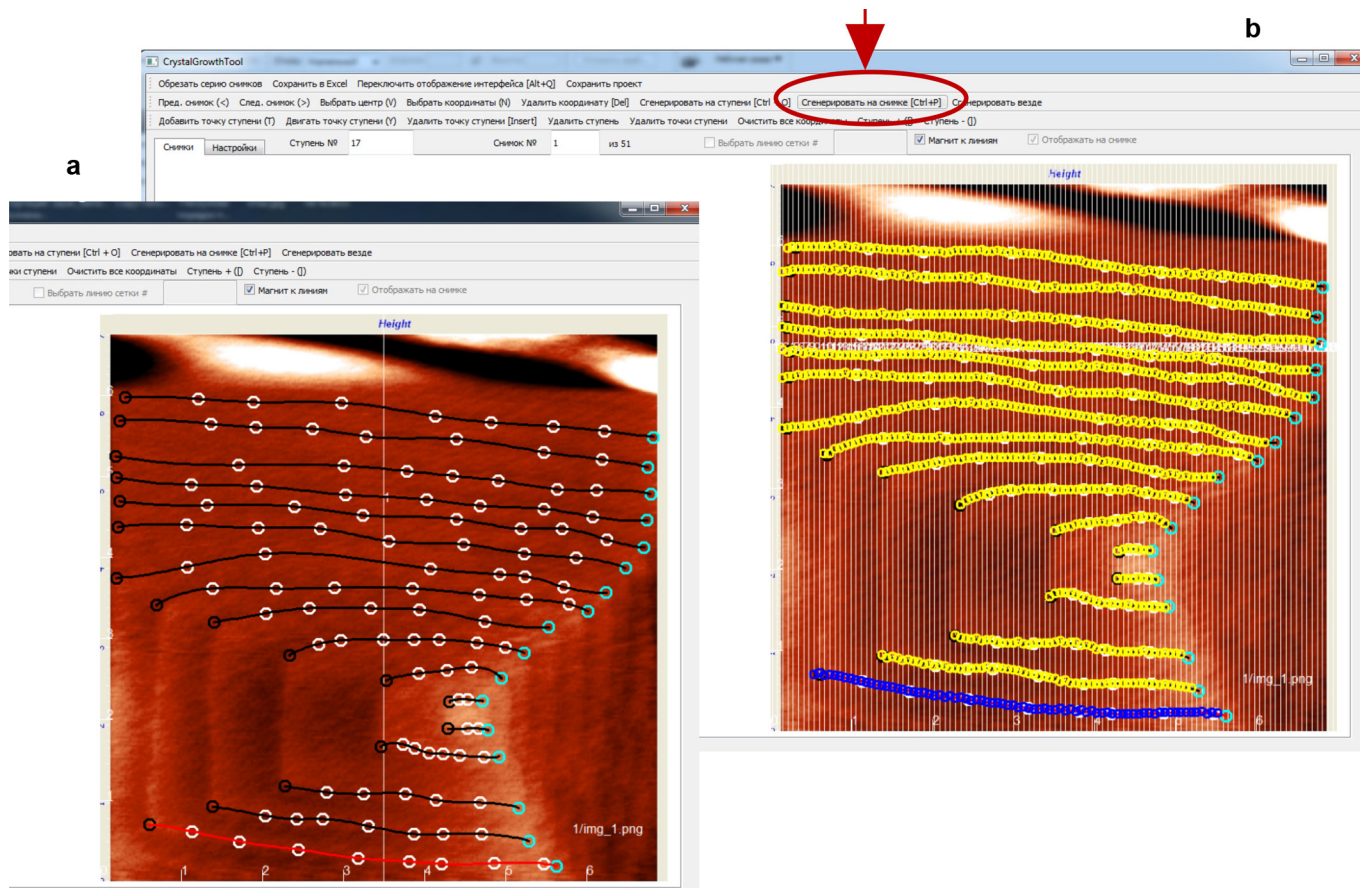 b
CrystalGrowthTool
Обрезать серию снимков Сохранить в Excel Переключить отображение интерфейса [Alt+Q] Сохранить проект
Пред. снимок (<) След. снимок (>) Выбрать центр (V) Выбрать координаты (N) Удалить координату [Del] Сгенерировать на ступени [Ctrl + O] Сгенерировать на снимке [Ctrl+P] Сгенерировать везде
Добавить точку ступени (T) Двигать точку ступени (Y) Удалить точку ступени [Insert] Удалить ступень Удалить точки ступени Очистить все координаты Ступень + ([) Ступень - (])
Снимки Настройки Ступень № 17 Снимок № 1 из 51 Выбрать линию сетки # Магнит к линиям Отображать на снимке
a
Height
1/img_1.png
1 2 3 4 5 6
овать на ступени [Ctrl + O] Сгенерировать на снимке [Ctrl+P] Сгенерировать везде
чки ступени Очистить все координаты Ступень + ([) Ступень - (])
Выбрать линию сетки # Магнит к линиям Отображать на снимке
Height
1/img_1.png
1 2 3 4 5 6